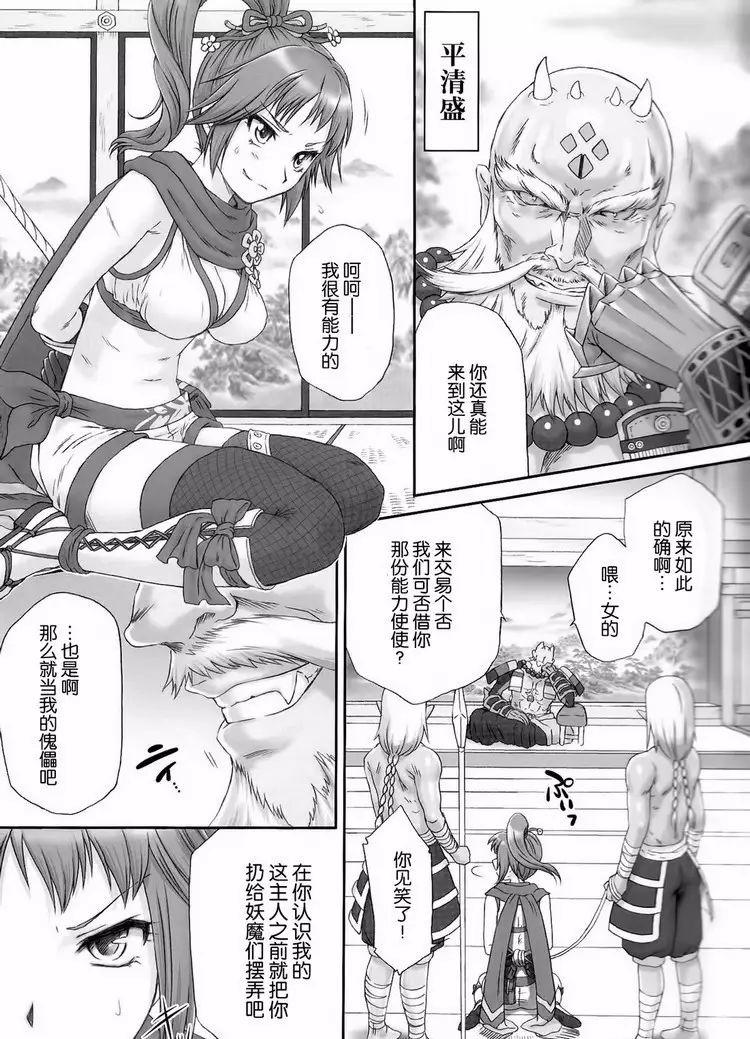 平清盛
你还真能
来到这儿啊
呵呵——
我很有能力的
原来如此
的确啊…
喂…女的
来交易个否
我们可否借你
那份能力使使？
ぷいっ
你见笑了！
…也是啊
那么就当我的傀儡吧
ニィ
在你认识我的
这主人之前就把你
扔给妖魔们摆弄吧